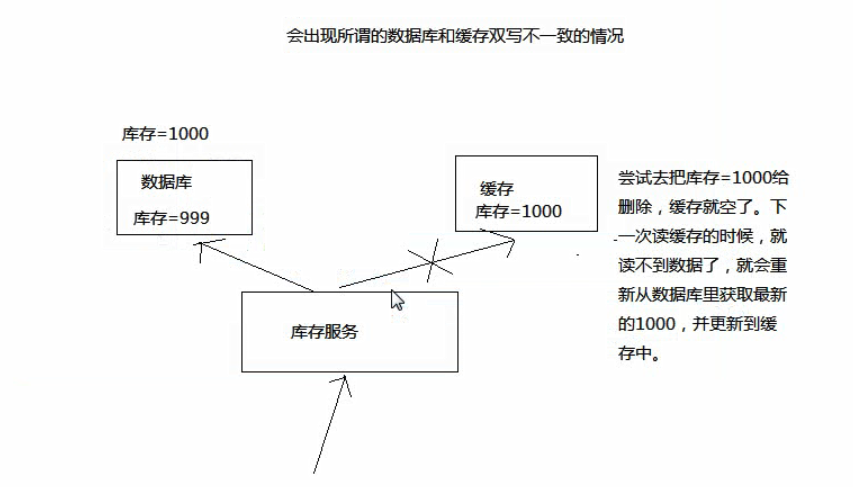 会出现所谓的数据库和缓存双写不一致的情况
库存=1000
数据库
库存=999
缓存
库存=1000
尝试去把库存=1000给
删除，缓存就空了。下
一次读缓存的时候，就
读不到数据了，就会重
新从数据库里获取最新
的1000，并更新到缓
存中。
库存服务